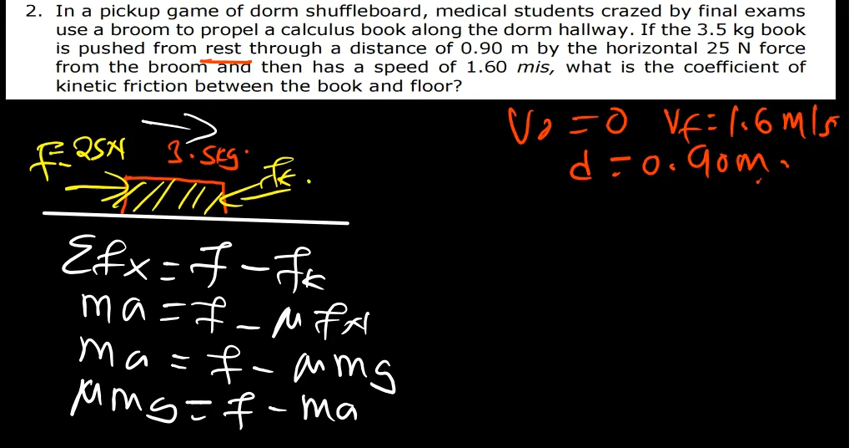 2. In a pickup game of dorm shuffleboard, medical students crazed by final exams
use a broom to propel a calculus book along the dorm hallway. If the 3.5 kg book
is pushed from rest through a distance of 0.90 m by the horizontal 25 N force
from the broom and then has a speed of 1.60 mis, what is the coefficient of
kinetic friction between the book and floor?
V0 = 0 Vf = 1.6 m/s
d = 0.90m.
F=25N 3.5kg. fk.
Σfx = f - fk
ma = f - μ fN
ma = f - μmg
μmg = f - ma